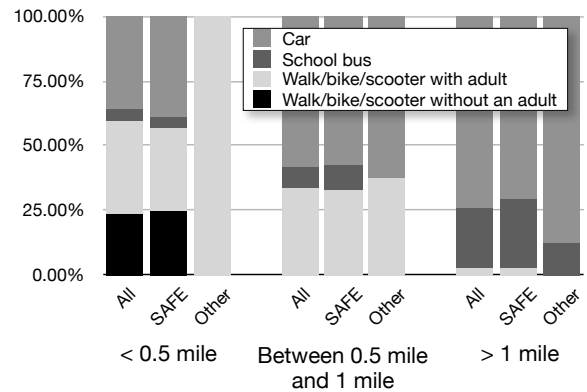 100.00%
75.00%
50.00%
25.00%
0.00%
Car
School bus
Walk/bike/scooter with adult
Walk/bike/scooter without an adult
All
SAFE
Other
All
SAFE
Other
All
SAFE
Other
< 0.5 mile
Between 0.5 mile
and 1 mile
> 1 mile